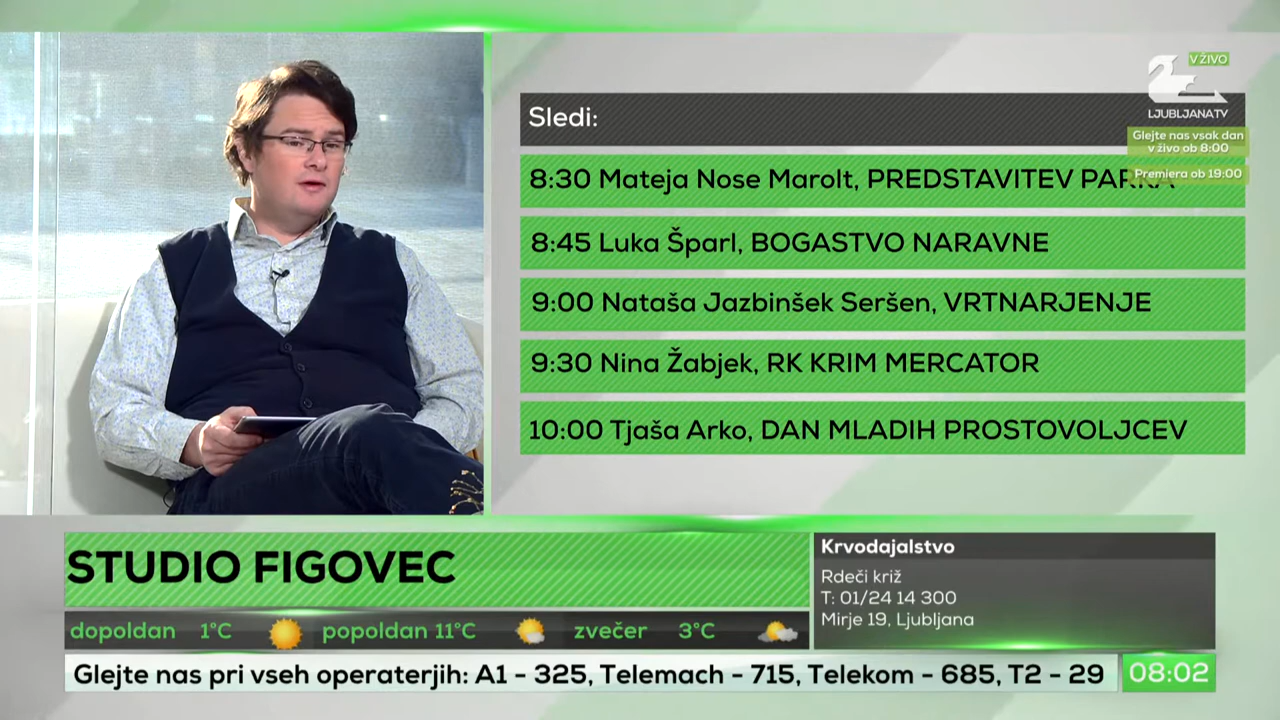 V ŽIVO
LJUBLJANATV
Glejte nas vsak dan
v živo ob 8:00
Premiera ob 19:00
Sledi:
8:30 Mateja Nose Marolt, PREDSTAVITEV PARKA
8:45 Luka Šparl, BOGASTVO NARAVNE
9:00 Nataša Jazbinšek Seršen, VRTNARJENJE
9:30 Nina Žabjek, RK KRIM MERCATOR
10:00 Tjaša Arko, DAN MLADIH PROSTOVOLJCEV
STUDIO FIGOVEC
Krvodajalstvo
Rdeči križ
T: 01/24 14 300
Mirje 19, Ljubljana
dopoldan 1°C popoldan 11°C zvečer 3°C
Glejte nas pri vseh operaterjih: A1 - 325, Telemach - 715, Telekom - 685, T2 - 29
08:02